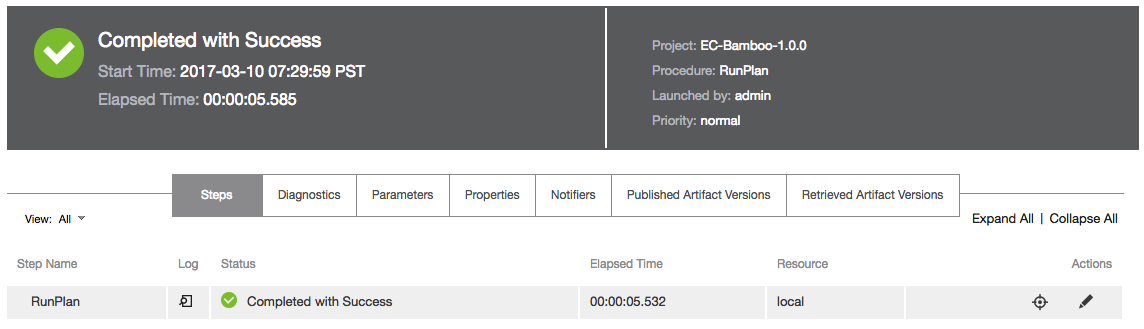 Completed with Success
Start Time: 2017-03-10 07:29:59 PST
Elapsed Time: 00:00:05.585
Project: EC-Bamboo-1.0.0
Procedure: RunPlan
Launched by: admin
Priority: normal
Steps Diagnostics Parameters Properties Notifiers Published Artifact Versions Retrieved Artifact Versions
View: All
Expand All | Collapse All
Step Name Log Status Elapsed Time Resource Actions
RunPlan Completed with Success 00:00:05.532 local